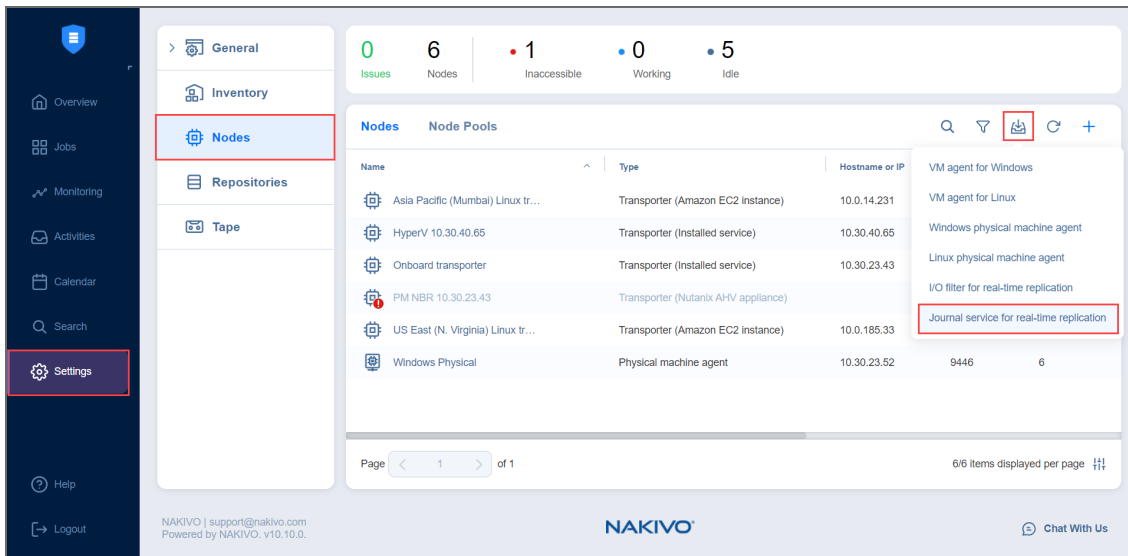 Overview
Jobs
Monitoring
Activities
Calendar
Search
Settings
Help
Logout
General
Inventory
Nodes
Repositories
Tape
0 6 1 0 5
Issues Nodes Inaccessible Working Idle
Nodes Node Pools
Name Type Hostname or IP
Asia Pacific (Mumbai) Linux tr... Transporter (Amazon EC2 instance) 10.0.14.231
HyperV 10.30.40.65 Transporter (Installed service) 10.30.40.65
Onboard transporter Transporter (Installed service) 10.30.23.43
PM NBR 10.30.23.43 Transporter (Nutanix AHV appliance)
US East (N. Virginia) Linux tr... Transporter (Amazon EC2 instance) 10.0.185.33
Windows Physical Physical machine agent 10.30.23.52 9446 6
VM agent for Windows
VM agent for Linux
Windows physical machine agent
Linux physical machine agent
I/O filter for real-time replication
Journal service for real-time replication
Page 1 of 1 6/6 items displayed per page
NAKIVO | support@nakivo.com
Powered by NAKIVO. v10.10.0.
NAKIVO®
Chat With Us